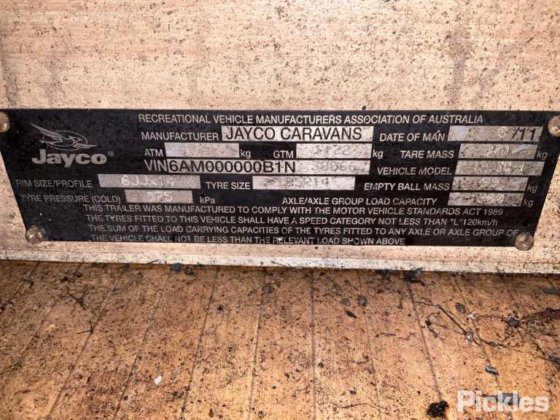 RECREATIONAL VEHICLE MANUFACTURERS ASSOCIATION OF AUSTRALIA
Jayco
MANUFACTURER JAYCO CARAVANS DATE OF MAN /11
ATM kg GTM kg TARE MASS
VIN 6AM000000B1N VEHICLE MODEL
RIM SIZE/PROFILE TYRE SIZE EMPTY BALL MASS
TYRE PRESSURE (COLD) kPa AXLE/AXLE GROUP LOAD CAPACITY
THIS TRAILER WAS MANUFACTURED TO COMPLY WITH THE MOTOR VEHICLE STANDARDS ACT 1989
THE TYRES FITTED TO THIS VEHICLE SHALL HAVE A SPEED CATEGORY NOT LESS THAN "L" 120km/h
THE SUM OF THE LOAD CARRYING CAPACITIES OF THE TYRES FITTED TO ANY AXLE OR AXLE GROUP OF
THE VEHICLE SHALL NOT BE LESS THAN THE RELEVANT LOAD SHOWN ABOVE
Pickles